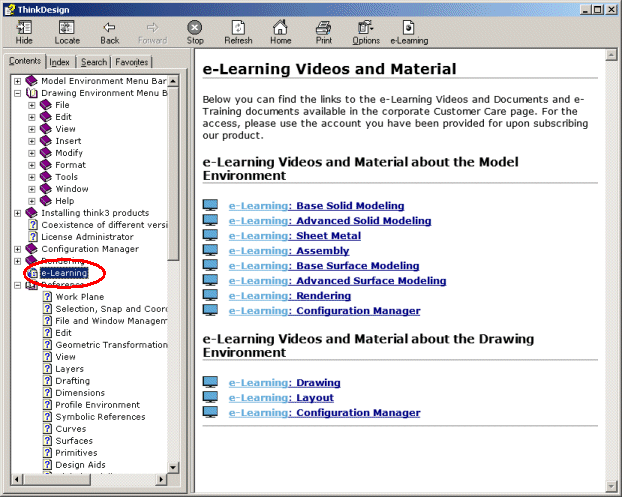 ThinkDesign
Hide Locate Back Forward Stop Refresh Home Print Options e-Learning
Contents Index Search Favorites
Model Environment Menu Bar
Drawing Environment Menu B
File
Edit
View
Insert
Modify
Format
Tools
Window
Help
Installing think3 products
Coexistence of different versi
License Administrator
Configuration Manager
Rendering
e-Learning
Reference
Work Plane
Selection, Snap and Coord
File and Window Managem
Edit
Geometric Transformation
View
Layers
Drafting
Dimensions
Profile Environment
Symbolic References
Curves
Surfaces
Primitives
Design Aids
e-Learning Videos and Material
Below you can find the links to the e-Learning Videos and Documents and e-
Training documents available in the corporate Customer Care page. For the
access, please use the account you have been provided for upon subscribing
our product.
e-Learning Videos and Material about the Model
Environment
e-Learning: Base Solid Modeling
e-Learning: Advanced Solid Modeling
e-Learning: Sheet Metal
e-Learning: Assembly
e-Learning: Base Surface Modeling
e-Learning: Advanced Surface Modeling
e-Learning: Rendering
e-Learning: Configuration Manager
e-Learning Videos and Material about the Drawing
Environment
e-Learning: Drawing
e-Learning: Layout
e-Learning: Configuration Manager